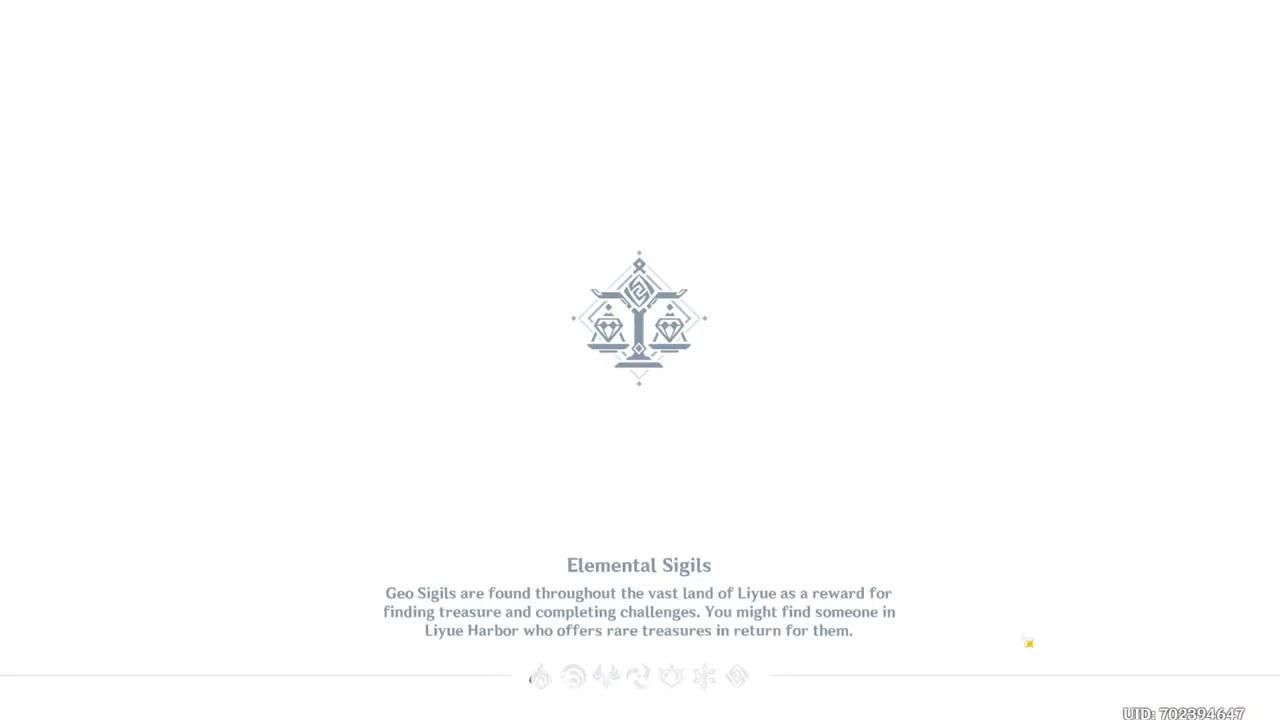 Elemental Sigils
Geo Sigils are found throughout the vast land of Liyue as a reward for
finding treasure and completing challenges. You might find someone in
Liyue Harbor who offers rare treasures in return for them.
UID: 702394647